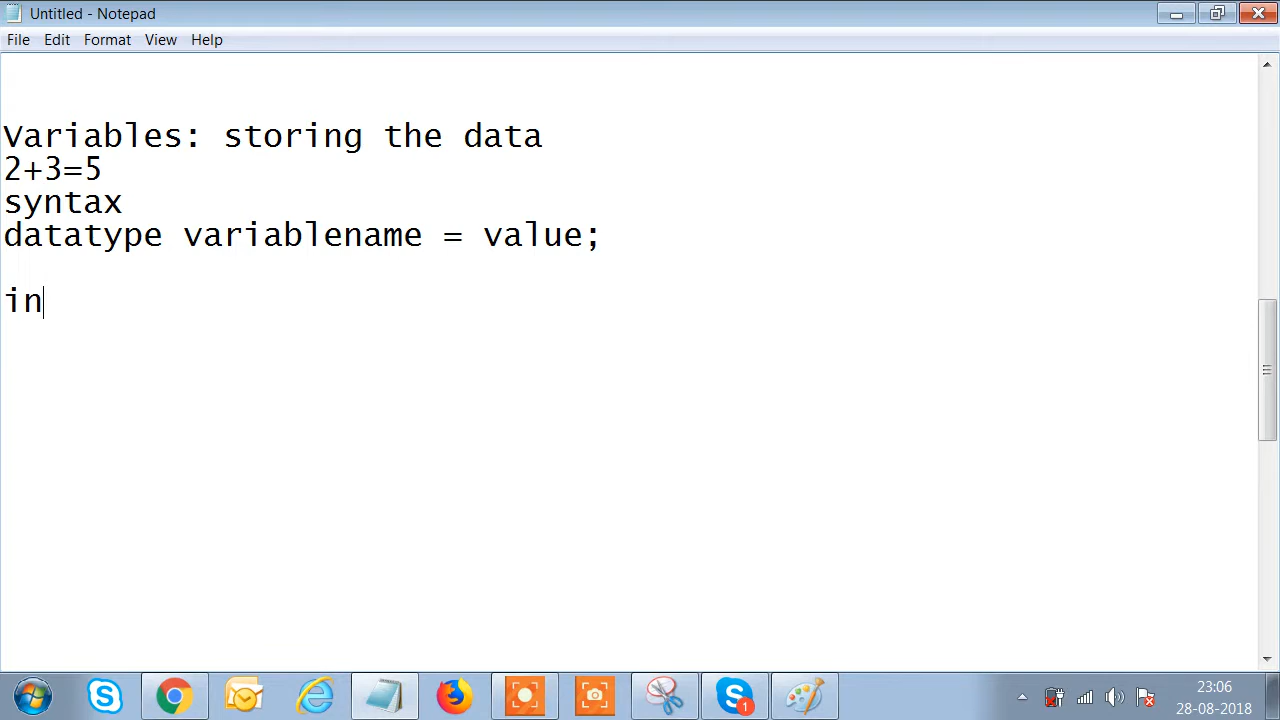 Untitled - Notepad
File Edit Format View Help
Variables: storing the data
2+3=5
syntax
datatype variablename = value;
in
1
23:06
28-08-2018